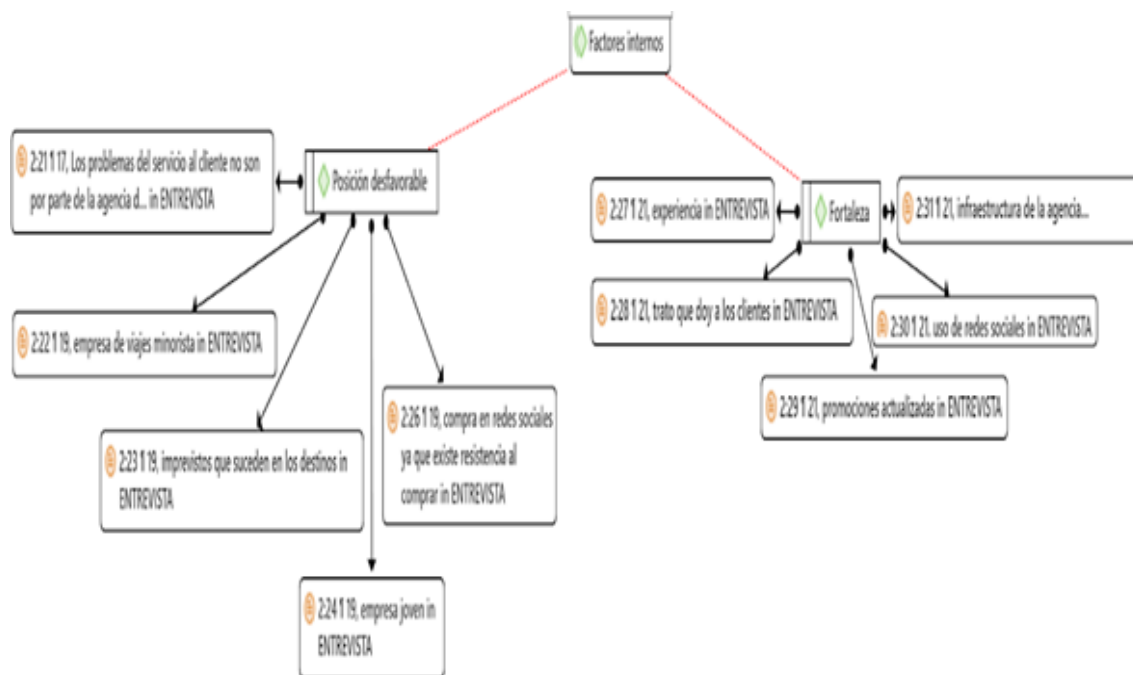 Factores internos
2:21 ¶ 17, Los problemas del servicio al cliente no son
por parte de la agencia d... in ENTREVISTA
Posición desfavorable
2:27 ¶ 21, experiencia in ENTREVISTA
Fortaleza
2:31 ¶ 21, infraestructura de la agencia...
2:28 ¶ 21, trato que doy a los clientes in ENTREVISTA
2:30 ¶ 21, uso de redes sociales in ENTREVISTA
2:22 ¶ 19, empresa de viajes minorista in ENTREVISTA
2:29 ¶ 21, promociones actualizadas in ENTREVISTA
2:26 ¶ 19, compra en redes sociales
ya que existe resistencia al
comprar in ENTREVISTA
2:23 ¶ 19, imprevistos que suceden en los destinos in
ENTREVISTA
2:24 ¶ 19, empresa joven in
ENTREVISTA